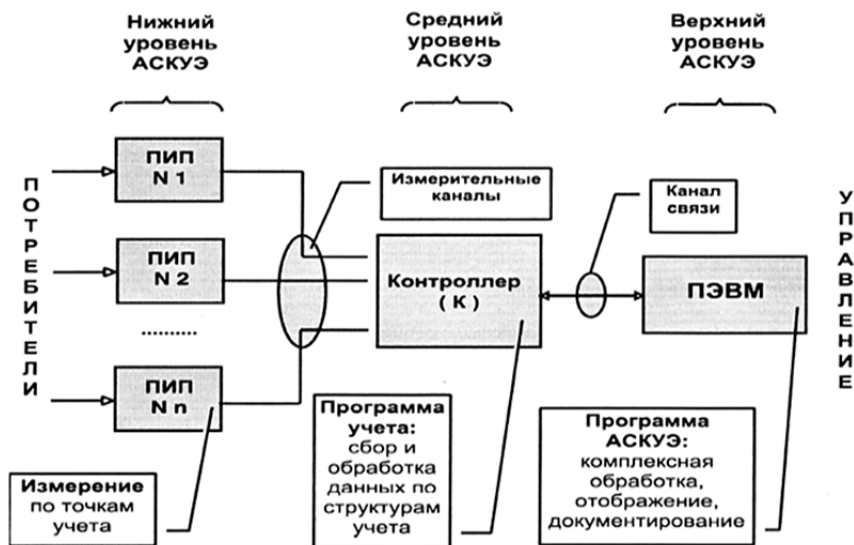 Нижний
уровень
АСКУЭ
Средний
уровень
АСКУЭ
Верхний
уровень
АСКУЭ
ПОТРЕБИТЕЛИ
ПИП
N 1
ПИП
N 2
..........
ПИП
N n
Измерительные
каналы
Контроллер
( К )
Канал
связи
ПЭВМ
УПРАВЛЕНИЕ
Измерение
по точкам
учета
Программа
учета:
сбор и
обработка
данных по
структурам
учета
Программа
АСКУЭ:
комплексная
обработка,
отображение,
документирование